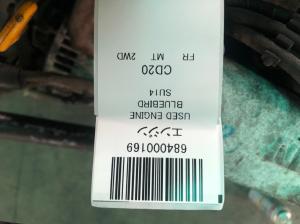 684000169
エンジン
USED ENGINE
BLUEBIRD
SU14
CD20
FR MT 2WD